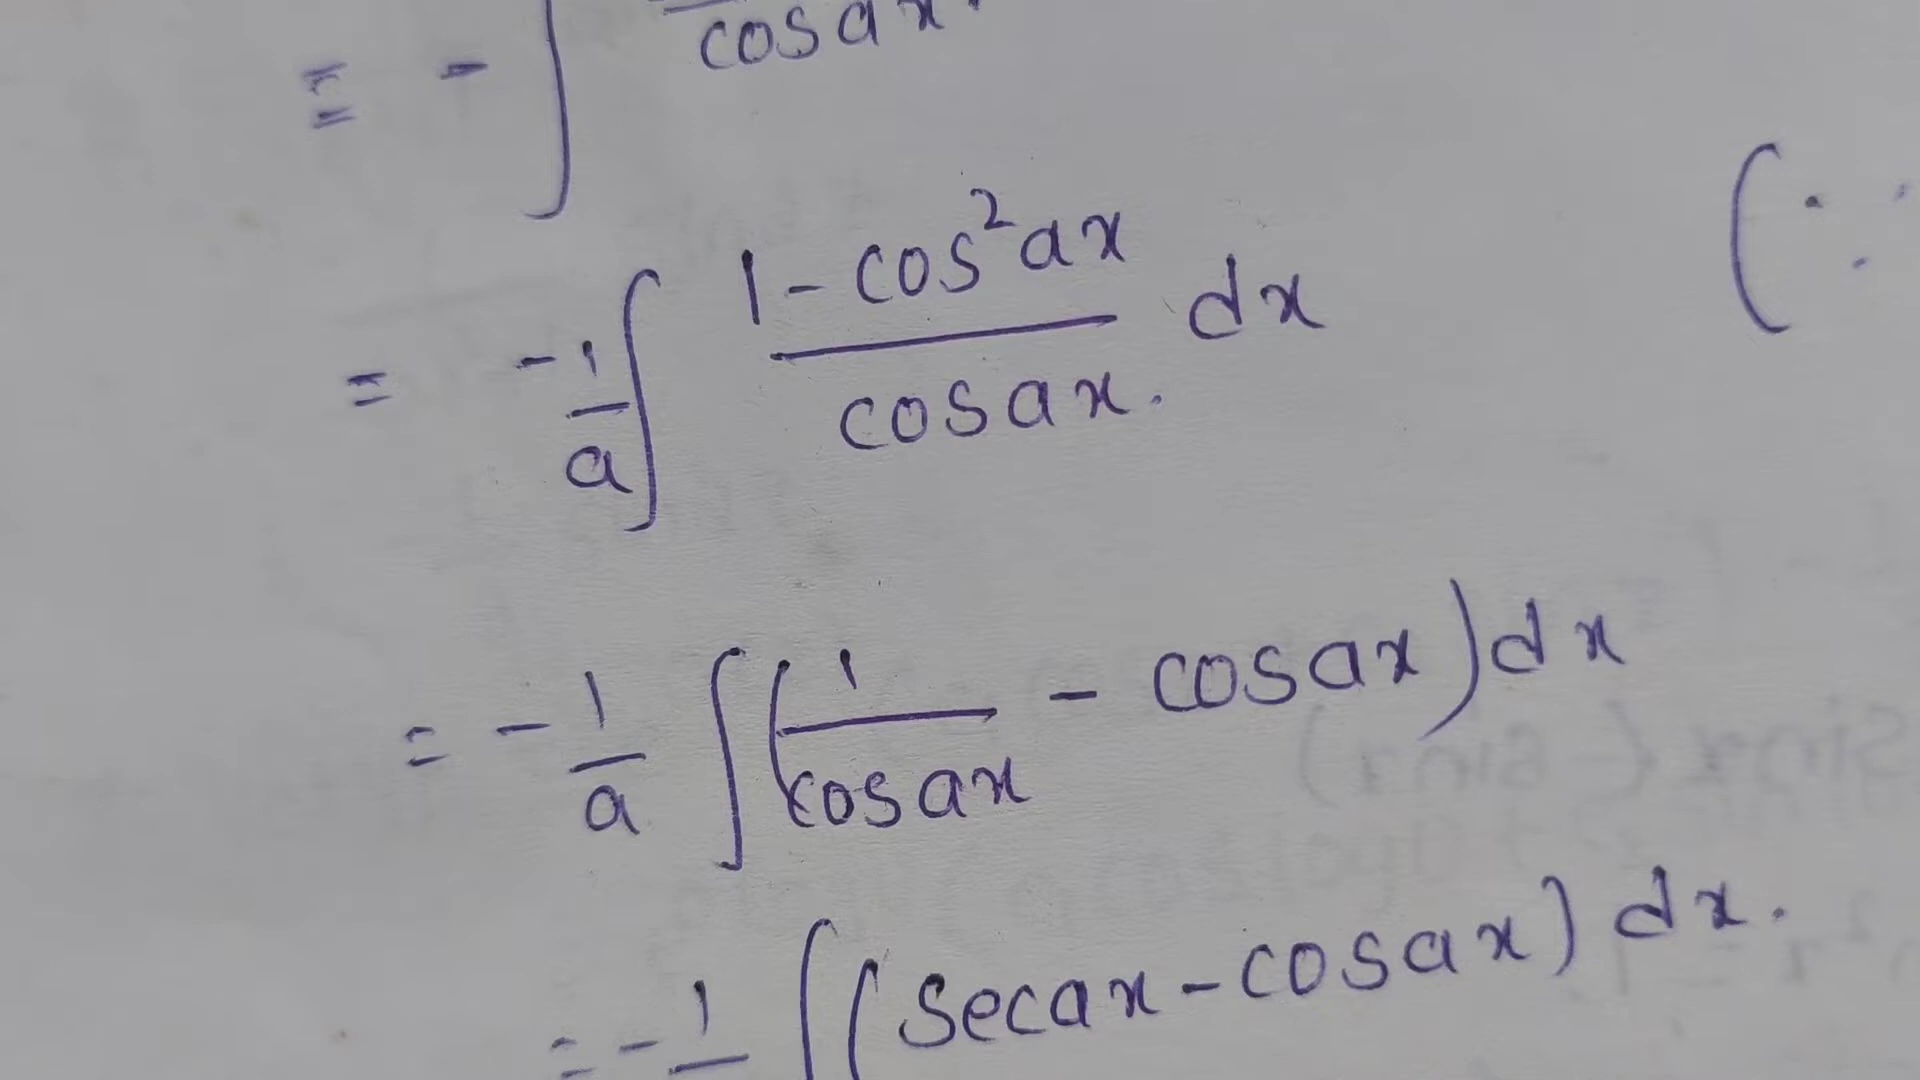 = - ∫ / cos ax.
= -1/a ∫ 1 - cos²ax / cos ax. dx (∵
= - 1/a ∫ (1/cos ax - cos ax) dx
= - 1 ∫ (sec ax - cos ax) dx.